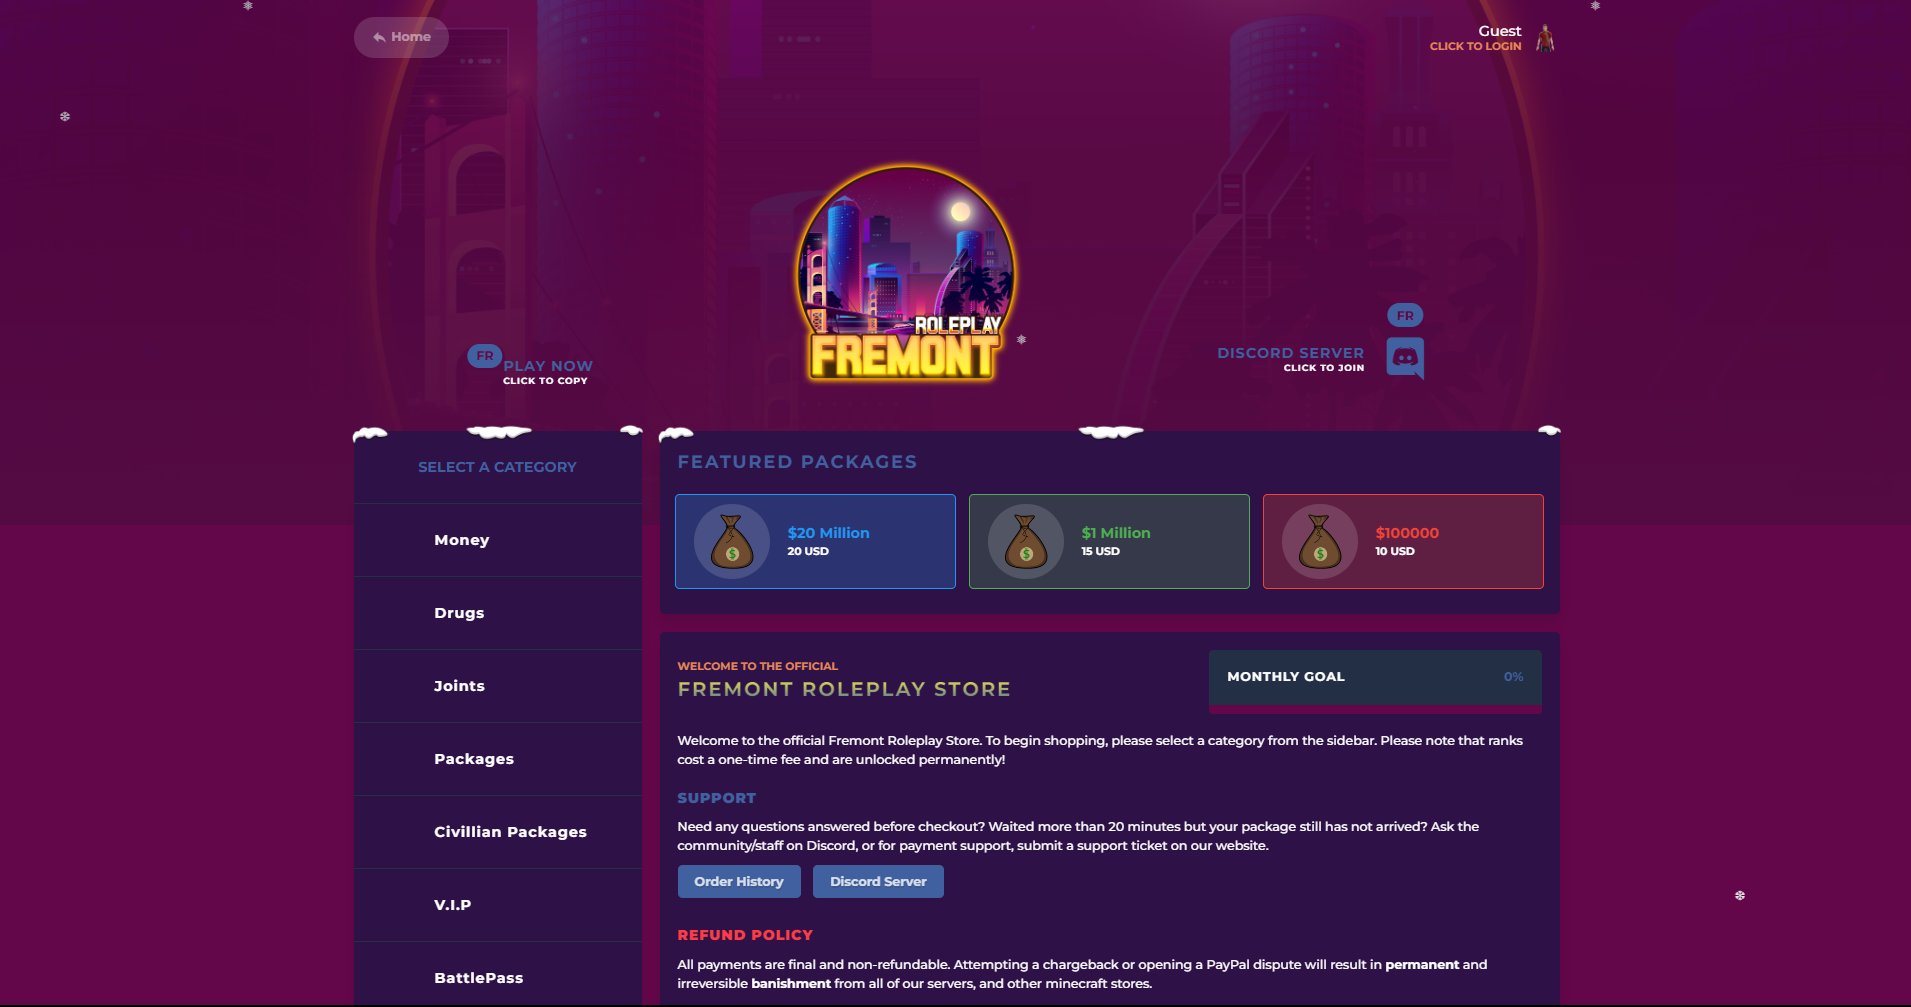 Home
Guest
CLICK TO LOGIN
ROLEPLAY
FREMONT
FR
PLAY NOW
CLICK TO COPY
FR
DISCORD SERVER
CLICK TO JOIN
SELECT A CATEGORY
Money
Drugs
Joints
Packages
Civillian Packages
V.I.P
BattlePass
FEATURED PACKAGES
$20 Million
20 USD
$1 Million
15 USD
$100000
10 USD
WELCOME TO THE OFFICIAL
FREMONT ROLEPLAY STORE
MONTHLY GOAL 0%
Welcome to the official Fremont Roleplay Store. To begin shopping, please select a category from the sidebar. Please note that ranks
cost a one-time fee and are unlocked permanently!
SUPPORT
Need any questions answered before checkout? Waited more than 20 minutes but your package still has not arrived? Ask the
community/staff on Discord, or for payment support, submit a support ticket on our website.
Order History Discord Server
REFUND POLICY
All payments are final and non-refundable. Attempting a chargeback or opening a PayPal dispute will result in permanent and
irreversible banishment from all of our servers, and other minecraft stores.